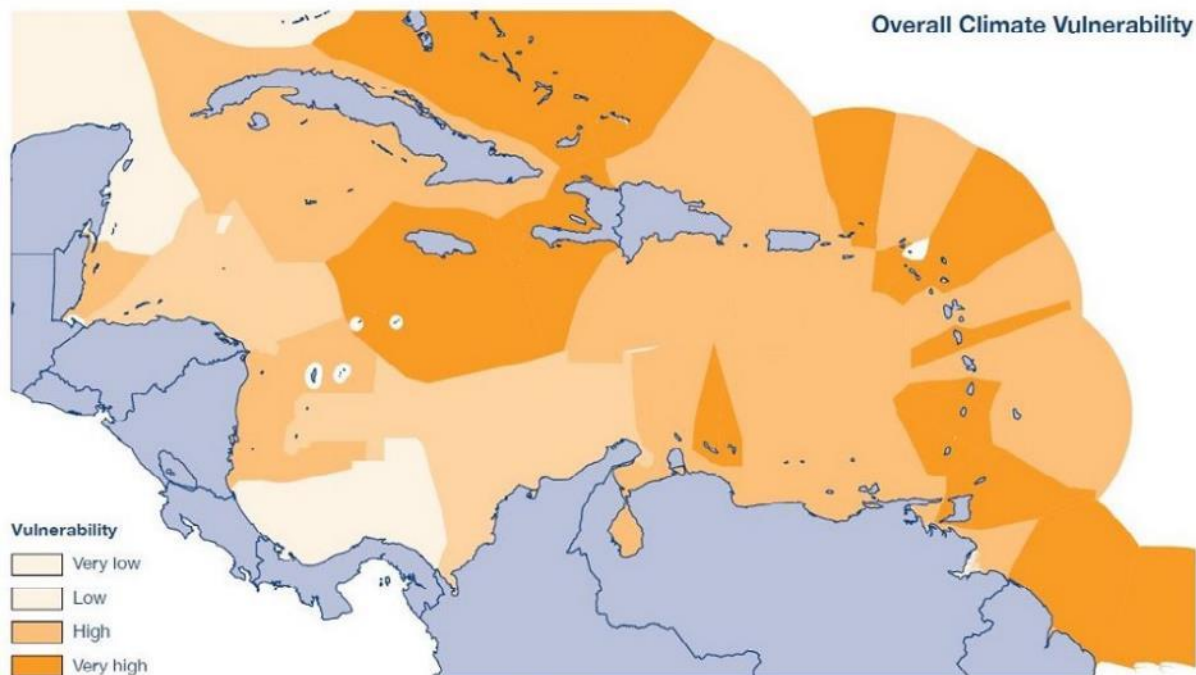 Overall Climate Vulnerability
Vulnerability
Very low
Low
High
Very high